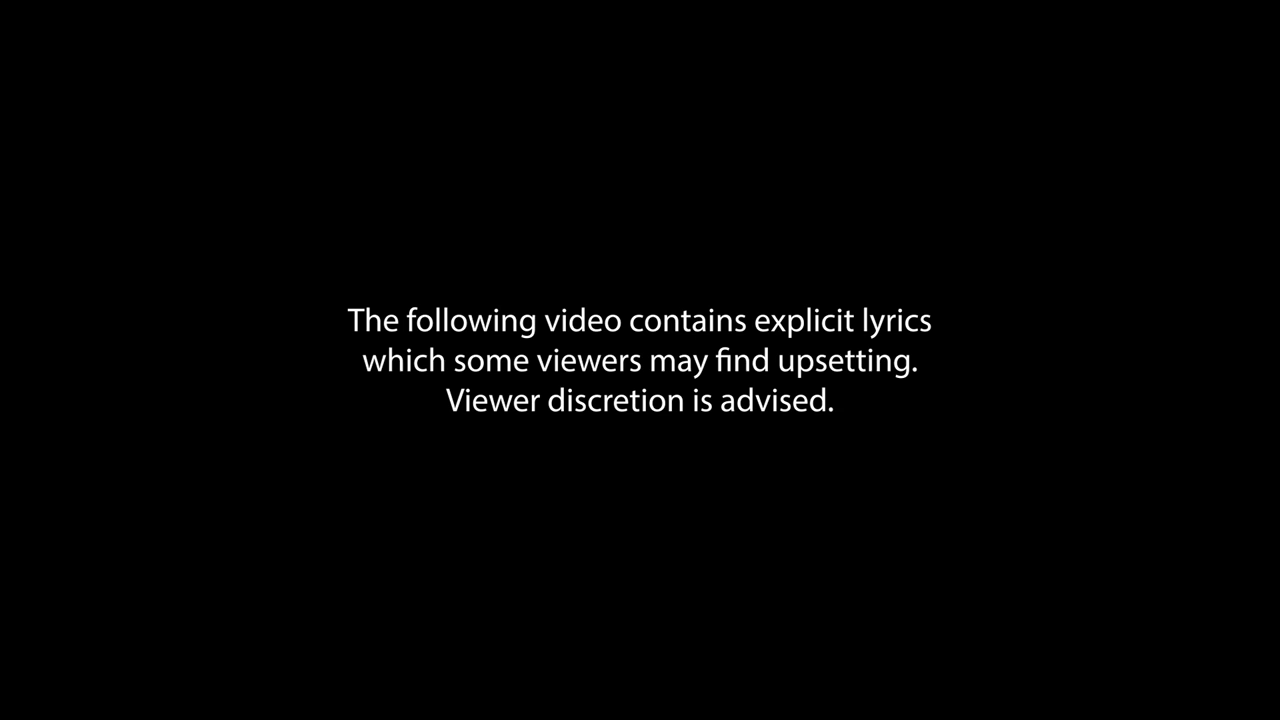 The following video contains explicit lyrics
which some viewers may find upsetting.
Viewer discretion is advised.